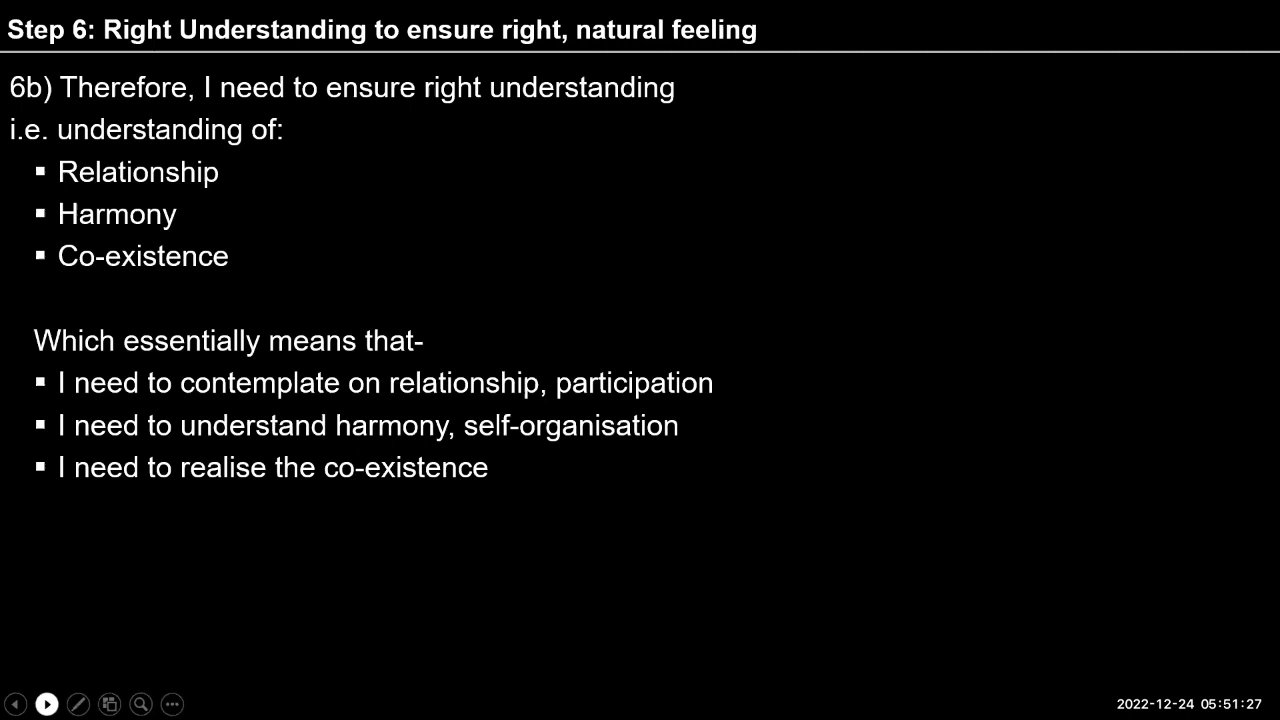 Step 6: Right Understanding to ensure right, natural feeling
6b) Therefore, I need to ensure right understanding
i.e. understanding of:
▪ Relationship
▪ Harmony
▪ Co-existence
Which essentially means that-
▪ I need to contemplate on relationship, participation
▪ I need to understand harmony, self-organisation
▪ I need to realise the co-existence
2022-12-24 05:51:27